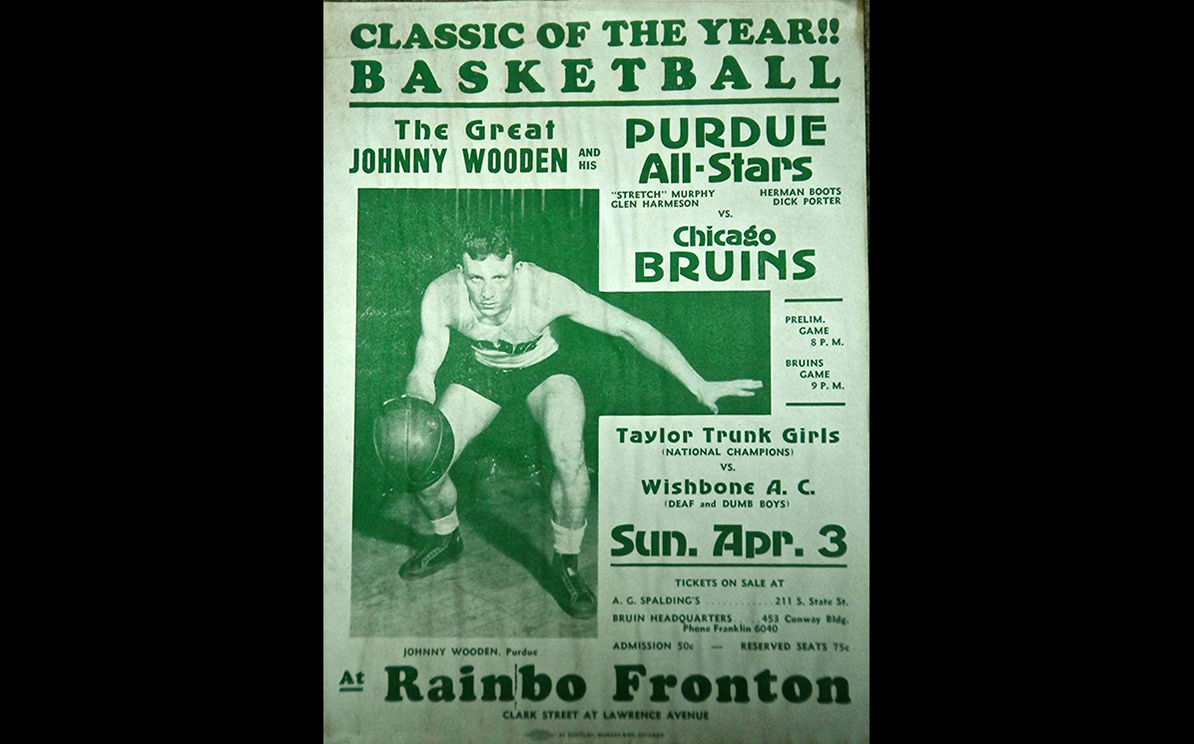 CLASSIC OF THE YEAR!!
BASKETBALL
The Great
JOHNNY WOODEN
AND HIS
PURDUE
All-Stars
"STRETCH" MURPHY HERMAN BOOTS
GLEN HARMESON DICK PORTER
VS.
Chicago
BRUINS
PRELIM.
GAME
8 P. M.
BRUINS
GAME
9 P. M.
Taylor Trunk Girls
(NATIONAL CHAMPIONS)
VS.
Wishbone A. C.
(DEAF and DUMB BOYS)
Sun. Apr. 3
TICKETS ON SALE AT
A. G. SPALDING'S ............ 211 S. State St.
BRUIN HEADQUARTERS .... 453 Conway Bldg.
Phone Franklin 6040
ADMISSION 50c — RESERVED SEATS 75c
JOHNNY WOODEN, Purdue
At Rainbo Fronton
CLARK STREET AT LAWRENCE AVENUE